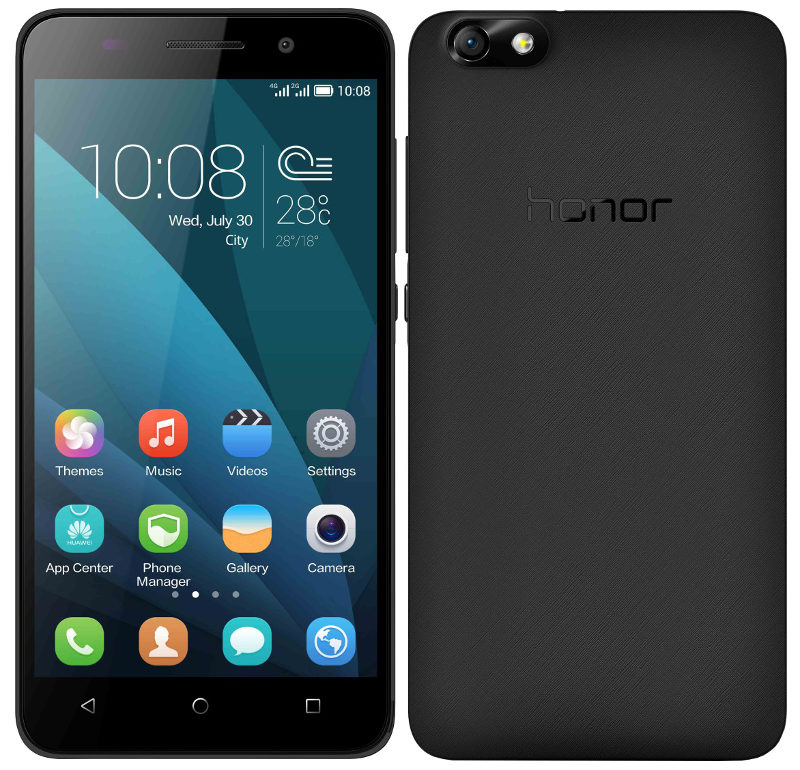 4G 2G 10:08
10:08
Wed, July 30
City
28°C
28°/18°
Themes Music Videos Settings
HUAWEI
App Center Phone Manager Gallery Camera
honor